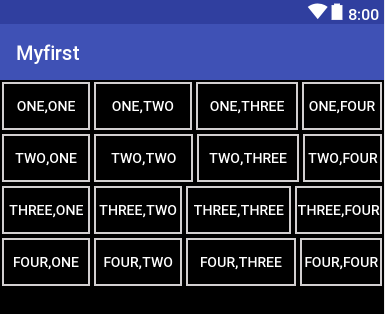 8:00
Myfirst
ONE,ONE ONE,TWO ONE,THREE ONE,FOUR
TWO,ONE TWO,TWO TWO,THREE TWO,FOUR
THREE,ONE THREE,TWO THREE,THREE THREE,FOUR
FOUR,ONE FOUR,TWO FOUR,THREE FOUR,FOUR